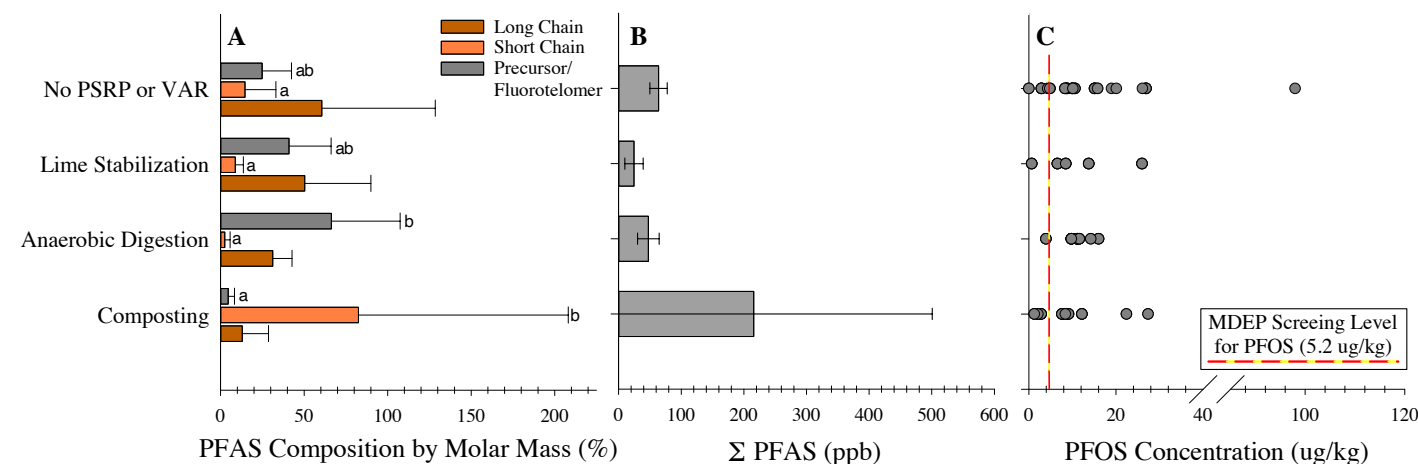 A
Long Chain
Short Chain
Precursor/
Fluorotelomer
B
C
No PSRP or VAR
ab
a
Lime Stabilization
ab
a
Anaerobic Digestion
b
a
Composting
a
b
MDEP Screeing Level
for PFOS (5.2 ug/kg)
0 50 100 150 200
PFAS Composition by Molar Mass (%)
0 100 200 300 400 500 600
Σ PFAS (ppb)
0 20 40 100 120
PFOS Concentration (ug/kg)